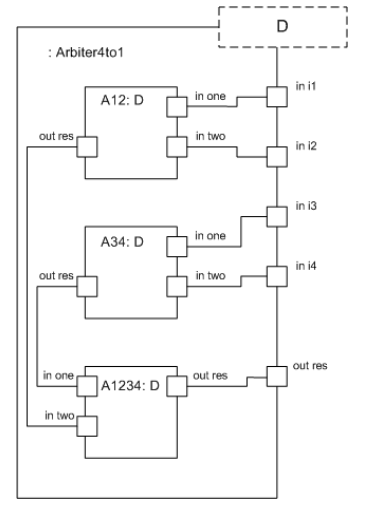 D
: Arbiter4to1
in i1
A12: D
in one
out res
in two
in i2
in i3
A34: D
in one
in i4
out res
in two
out res
in one
A1234: D
out res
in two